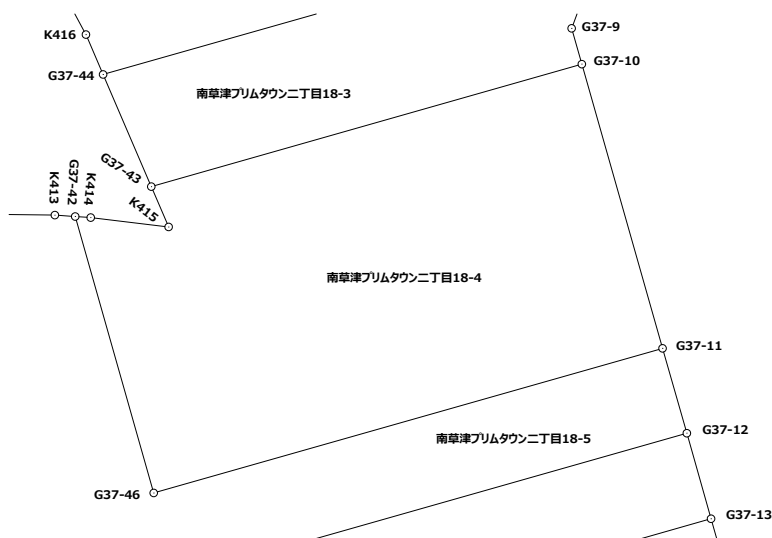 G37-9
K416
G37-10
G37-44
南草津プリムタウン二丁目18-3
G37-43
K413
G37-42
K414
K415
南草津プリムタウン二丁目18-4
G37-11
G37-12
南草津プリムタウン二丁目18-5
G37-46
G37-13